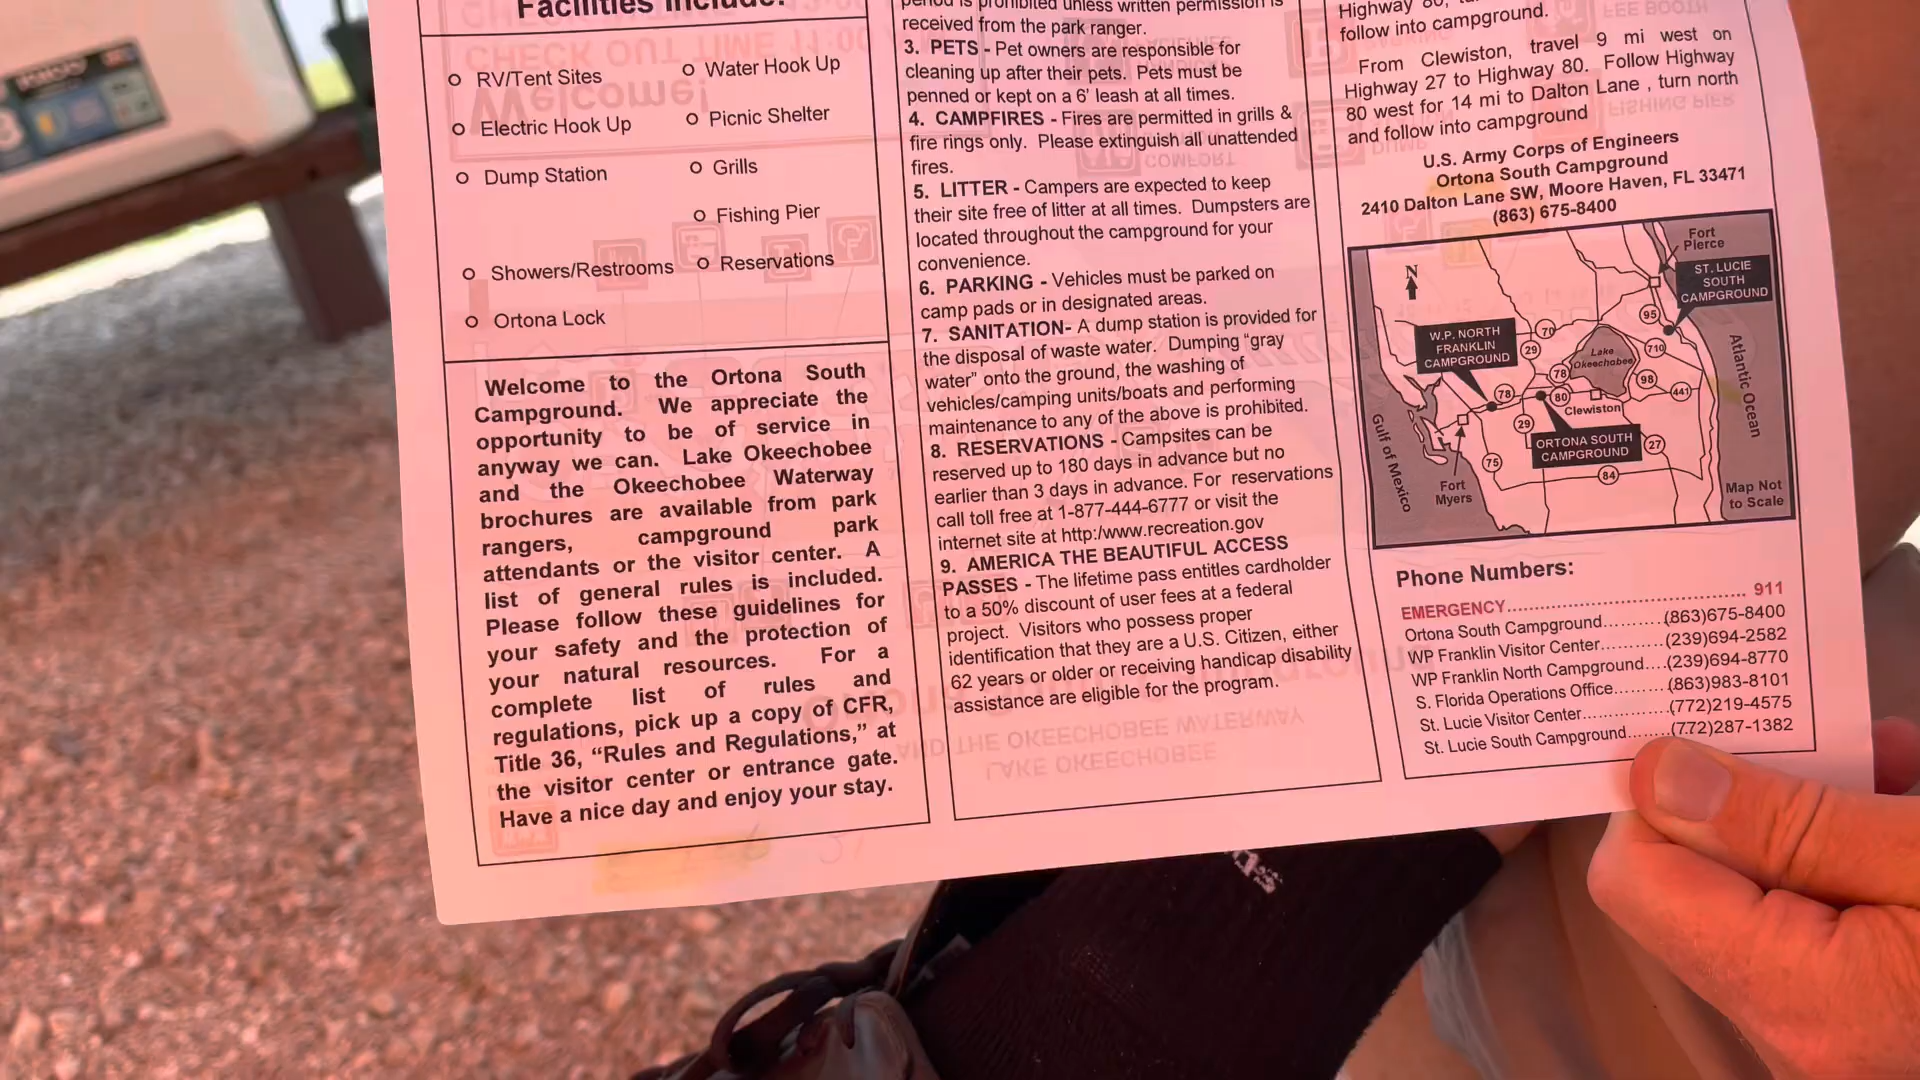 Facilities Include:
RV/Tent Sites
Electric Hook Up
Dump Station
Showers/Restrooms
Ortona Lock
Water Hook Up
Picnic Shelter
Grills
Fishing Pier
Reservations
Welcome to the Ortona South
Campground. We appreciate the
opportunity to be of service in
anyway we can. Lake Okeechobee
and the Okeechobee Waterway
brochures are available from park
rangers, campground park
attendants or the visitor center. A
list of general rules is included.
Please follow these guidelines for
your safety and the protection of
your natural resources. For a
complete list of rules and
regulations, pick up a copy of CFR,
Title 36, “Rules and Regulations,” at
the visitor center or entrance gate.
Have a nice day and enjoy your stay.
period is prohibited unless written permission is
received from the park ranger.
3. PETS - Pet owners are responsible for
cleaning up after their pets. Pets must be
penned or kept on a 6' leash at all times.
4. CAMPFIRES - Fires are permitted in grills &
fire rings only. Please extinguish all unattended
fires.
5. LITTER - Campers are expected to keep
their site free of litter at all times. Dumpsters are
located throughout the campground for your
convenience.
6. PARKING - Vehicles must be parked on
camp pads or in designated areas.
7. SANITATION- A dump station is provided for
the disposal of waste water. Dumping “gray
water” onto the ground, the washing of
vehicles/camping units/boats and performing
maintenance to any of the above is prohibited.
8. RESERVATIONS - Campsites can be
reserved up to 180 days in advance but no
earlier than 3 days in advance. For reservations
call toll free at 1-877-444-6777 or visit the
internet site at http:/www.recreation.gov
9. AMERICA THE BEAUTIFUL ACCESS
PASSES - The lifetime pass entitles cardholder
to a 50% discount of user fees at a federal
project. Visitors who possess proper
identification that they are a U.S. Citizen, either
62 years or older or receiving handicap disability
assistance are eligible for the program.
Highway 80,
follow into campground.
From Clewiston, travel 9 mi west on
Highway 27 to Highway 80. Follow Highway
80 west for 14 mi to Dalton Lane , turn north
and follow into campground
U.S. Army Corps of Engineers
Ortona South Campground
2410 Dalton Lane SW, Moore Haven, FL 33471
(863) 675-8400
N
Fort
Pierce
ST. LUCIE
SOUTH
CAMPGROUND
W.P. NORTH
FRANKLIN
CAMPGROUND
70
29
95
710
Lake
Okeechobee
78
98
441
78
80
Clewiston
29
ORTONA SOUTH
CAMPGROUND
27
75
84
Fort
Myers
Gulf of Mexico
Atlantic Ocean
Map Not
to Scale
Phone Numbers:
EMERGENCY.......................................... 911
Ortona South Campground..........(863)675-8400
WP Franklin Visitor Center...........(239)694-2582
WP Franklin North Campground....(239)694-8770
S. Florida Operations Office.........(863)983-8101
St. Lucie Visitor Center................(772)219-4575
St. Lucie South Campground........(772)287-1382